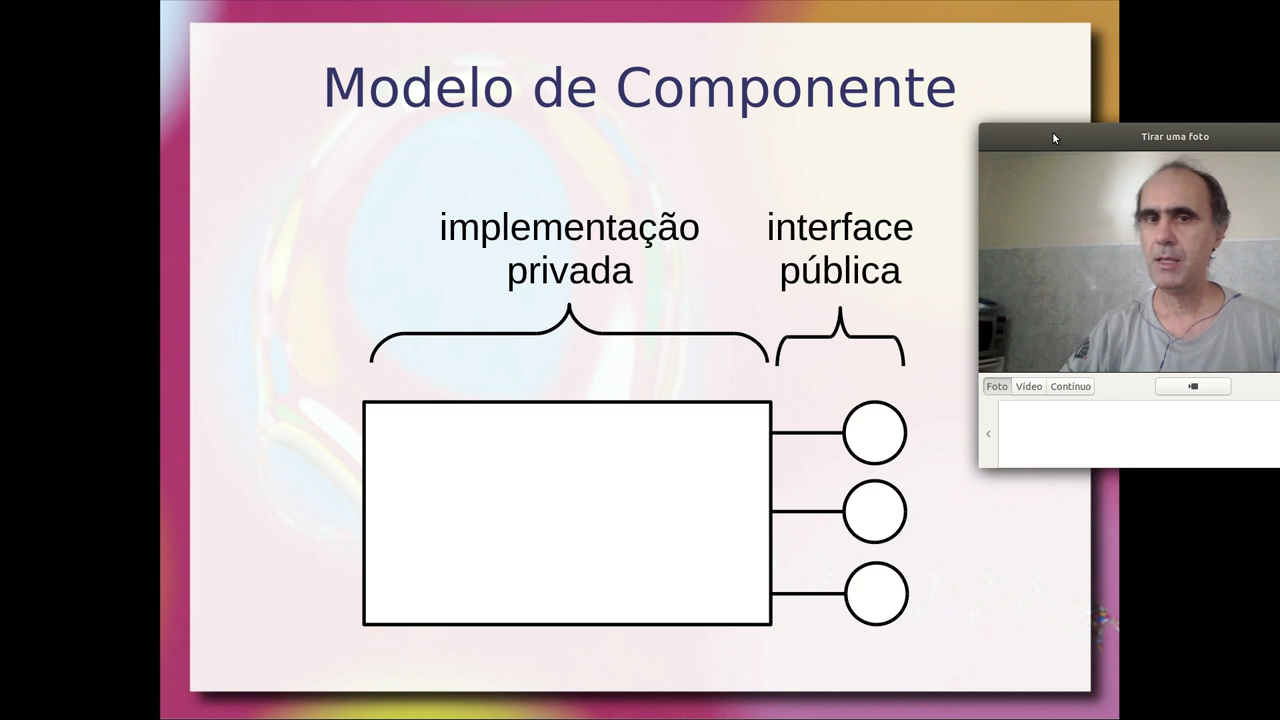 Modelo de Componente
implementação
privada
interface
pública
Tirar uma foto
Foto
Vídeo
Contínuo